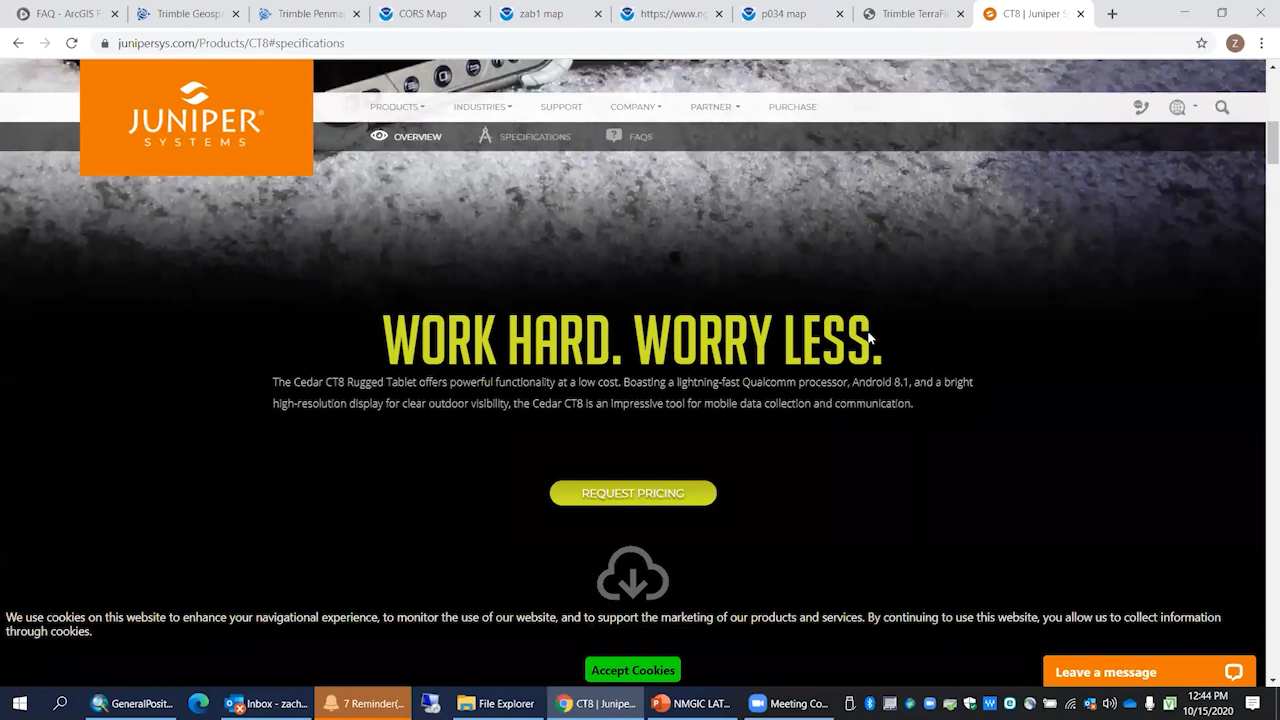 FAQ - ArcGIS F
Trimble Geospa
Trimble Penma
CORS Map
zab1 map
https://www.ng
p034 map
Trimble TerraFl
CT8 | Juniper S
junipersys.com/Products/CT8#specifications
Z
JUNIPER
SYSTEMS
PRODUCTS
INDUSTRIES
SUPPORT
COMPANY
PARTNER
PURCHASE
OVERVIEW
SPECIFICATIONS
FAQS
WORK HARD. WORRY LESS.
The Cedar CT8 Rugged Tablet offers powerful functionality at a low cost. Boasting a lightning-fast Qualcomm processor, Android 8.1, and a bright
high-resolution display for clear outdoor visibility, the Cedar CT8 is an impressive tool for mobile data collection and communication.
REQUEST PRICING
We use cookies on this website to enhance your navigational experience, to monitor the use of our website, and to support the marketing of our products and services. By continuing to use this website, you allow us to collect information
through cookies.
Accept Cookies
Leave a message
GeneralPosit...
Inbox - zach...
7 Reminder(...
File Explorer
CT8 | Junipe...
NMGIC LAT...
Meeting Co...
12:44 PM
10/15/2020